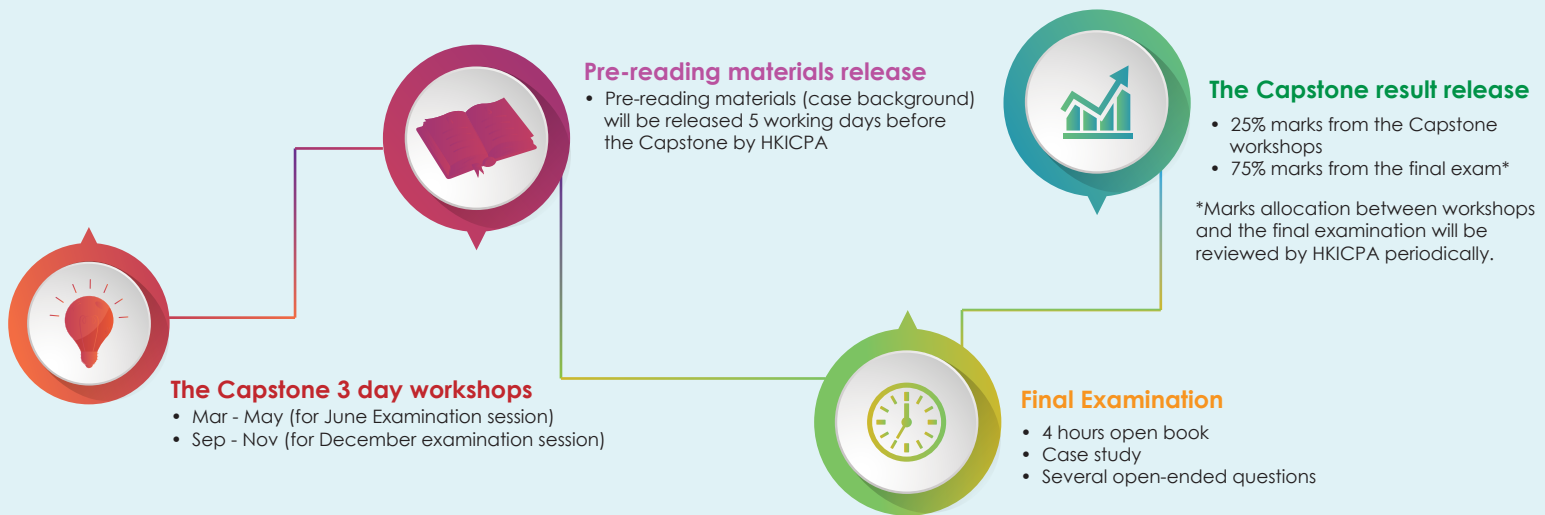 The Capstone 3 day workshops
• Mar - May (for June Examination session)
• Sep - Nov (for December examination session)
Pre-reading materials release
• Pre-reading materials (case background)
will be released 5 working days before
the Capstone by HKICPA
Final Examination
• 4 hours open book
• Case study
• Several open-ended questions
The Capstone result release
• 25% marks from the Capstone
workshops
• 75% marks from the final exam*
*Marks allocation between workshops
and the final examination will be
reviewed by HKICPA periodically.